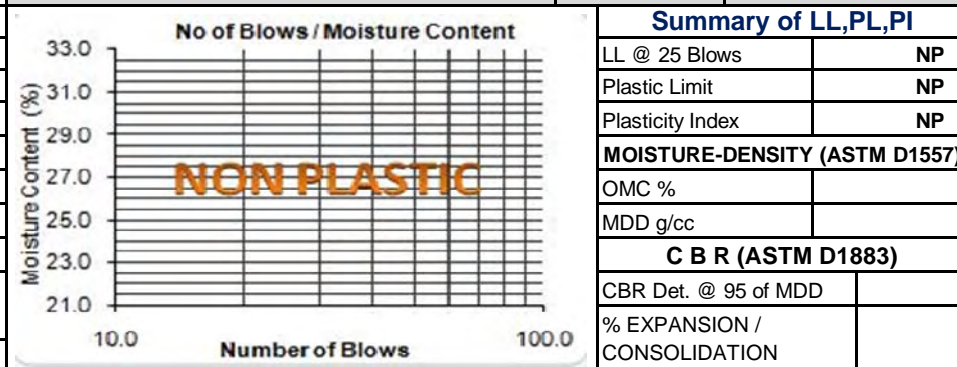 No of Blows / Moisture Content
33.0
31.0
29.0
27.0
25.0
23.0
21.0
Moisture Content (%)
NON PLASTIC
10.0
100.0
Number of Blows
Summary of LL,PL,PI
LL @ 25 Blows NP
Plastic Limit NP
Plasticity Index NP
MOISTURE-DENSITY (ASTM D1557)
OMC %
MDD g/cc
C B R (ASTM D1883)
CBR Det. @ 95 of MDD
% EXPANSION /
CONSOLIDATION